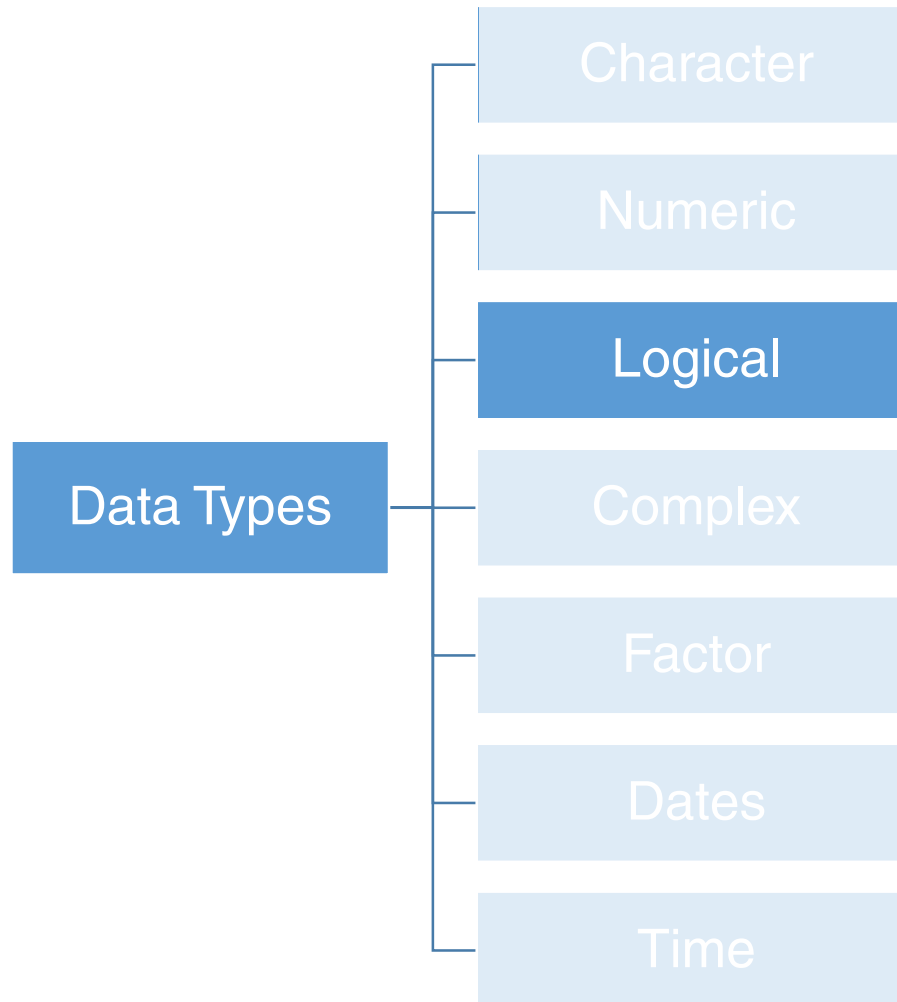 Character
Numeric
Logical
Data Types
Complex
Factor
Dates
Time